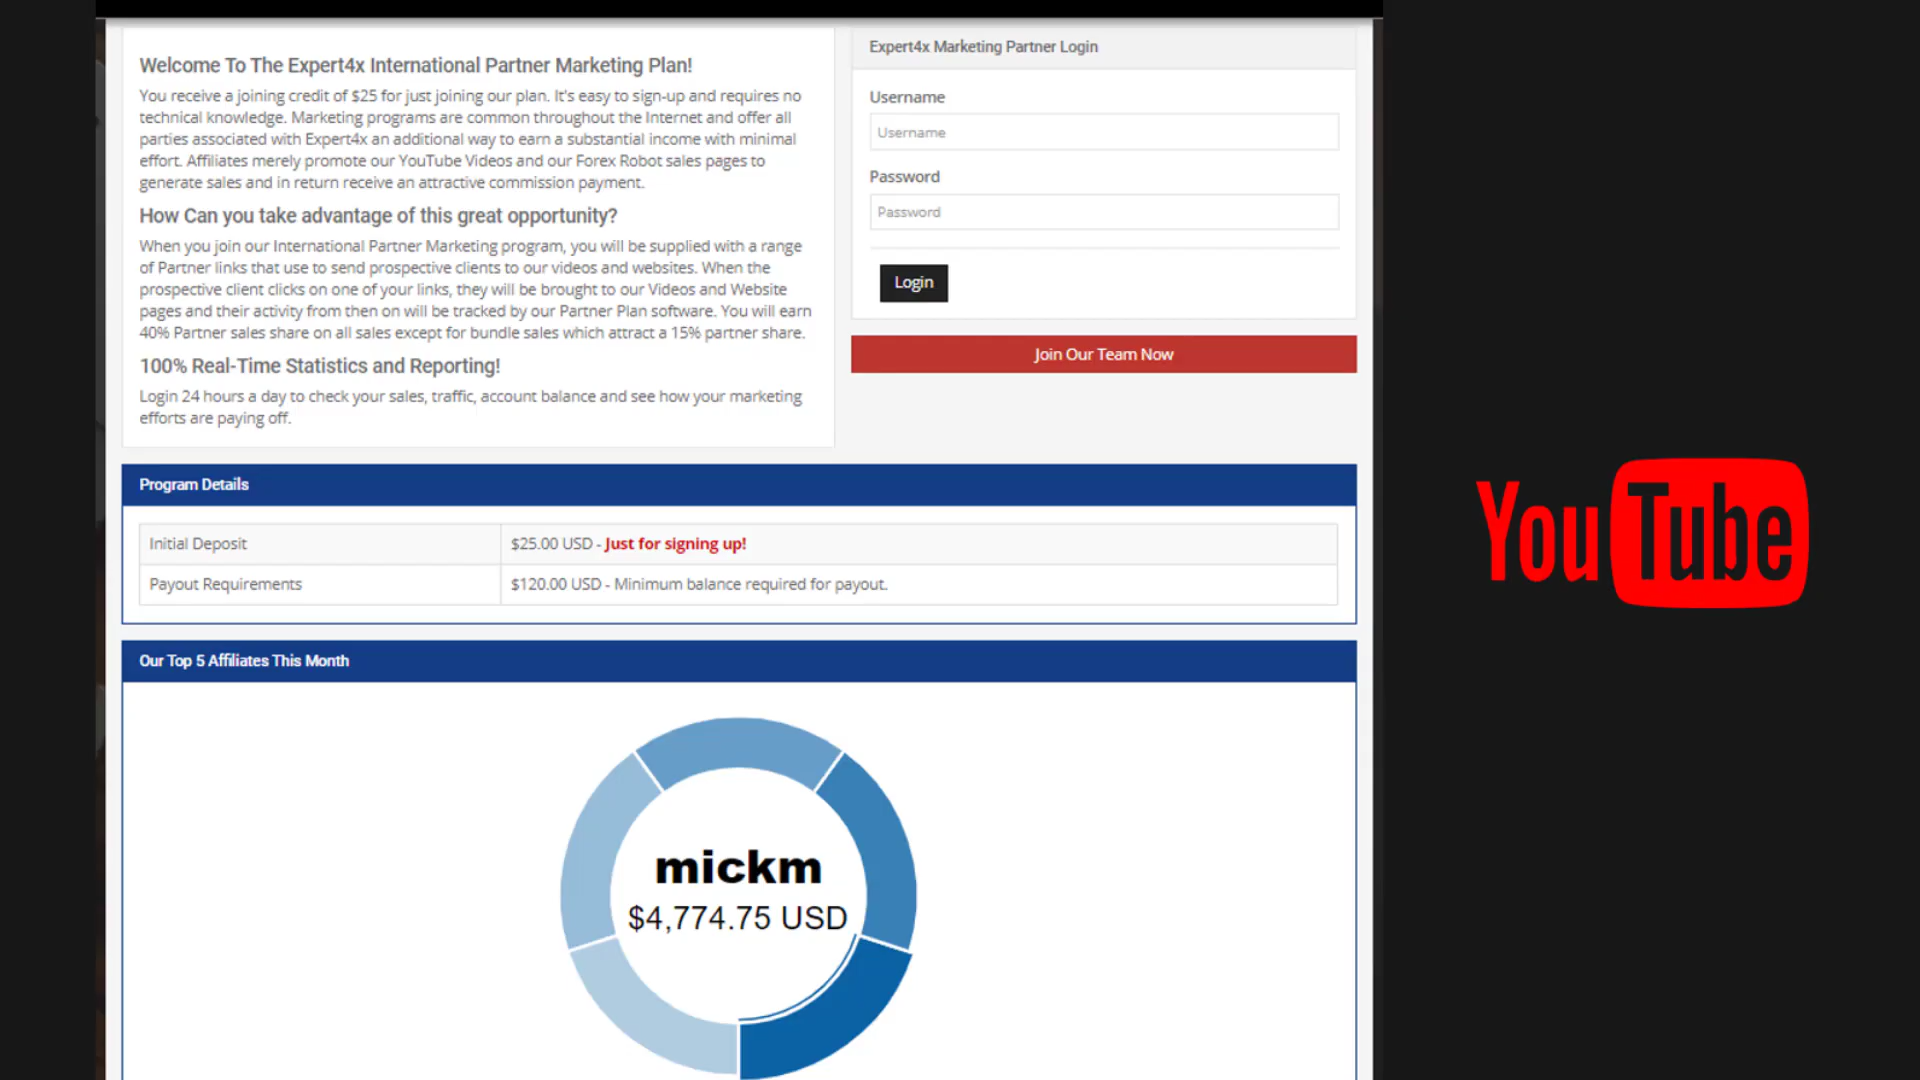 Welcome To The Expert4x International Partner Marketing Plan!
You receive a joining credit of $25 for just joining our plan. It's easy to sign-up and requires no
technical knowledge. Marketing programs are common throughout the Internet and offer all
parties associated with Expert4x an additional way to earn a substantial income with minimal
effort. Affiliates merely promote our YouTube Videos and our Forex Robot sales pages to
generate sales and in return receive an attractive commission payment.
How Can you take advantage of this great opportunity?
When you join our International Partner Marketing program, you will be supplied with a range
of Partner links that use to send prospective clients to our videos and websites. When the
prospective client clicks on one of your links, they will be brought to our Videos and Website
pages and their activity from then on will be tracked by our Partner Plan software. You will earn
40% Partner sales share on all sales except for bundle sales which attract a 15% partner share.
100% Real-Time Statistics and Reporting!
Login 24 hours a day to check your sales, traffic, account balance and see how your marketing
efforts are paying off.
Expert4x Marketing Partner Login
Username
Username
Password
Password
Login
Join Our Team Now
Program Details
Initial Deposit
$25.00 USD - Just for signing up!
Payout Requirements
$120.00 USD - Minimum balance required for payout.
Our Top 5 Affiliates This Month
mickm
$4,774.75 USD
YouTube